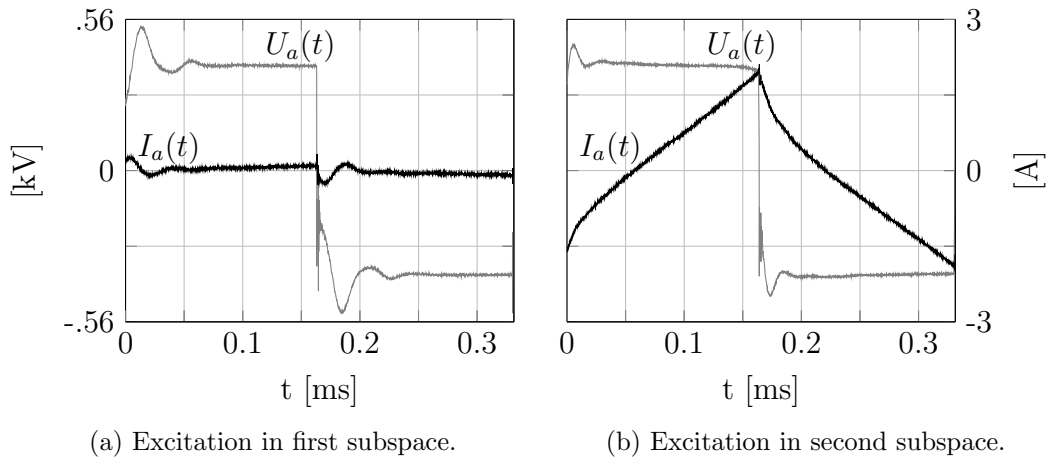 .56
0
-.56
[kV]
U_a(t)
I_a(t)
0 0.1 0.2 0.3
t [ms]
(a) Excitation in first subspace.
U_a(t)
I_a(t)
3
0
-3
[A]
0 0.1 0.2 0.3
t [ms]
(b) Excitation in second subspace.